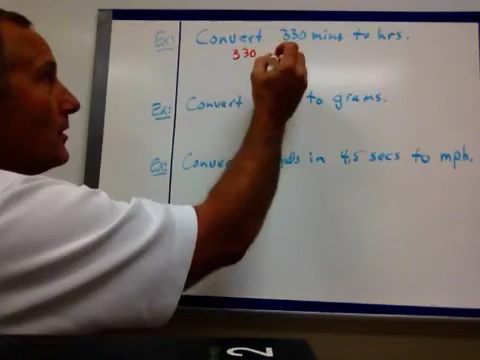 Ex: Convert 330 mins to hrs.
330
Ex: Convert to grams.
Ex: in 4.5 secs to mph.
2